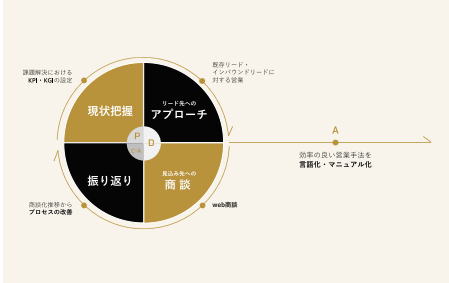 課題解決における
KPI・KGIの設定
既存リード・
インバウンドリードに
対する営業
現状把握
リード先への
アプローチ
P
D
C/A
A
効率の良い営業手法を
言語化・マニュアル化
振り返り
見込み先への
商談
商談化推移から
プロセスの改善
web商談